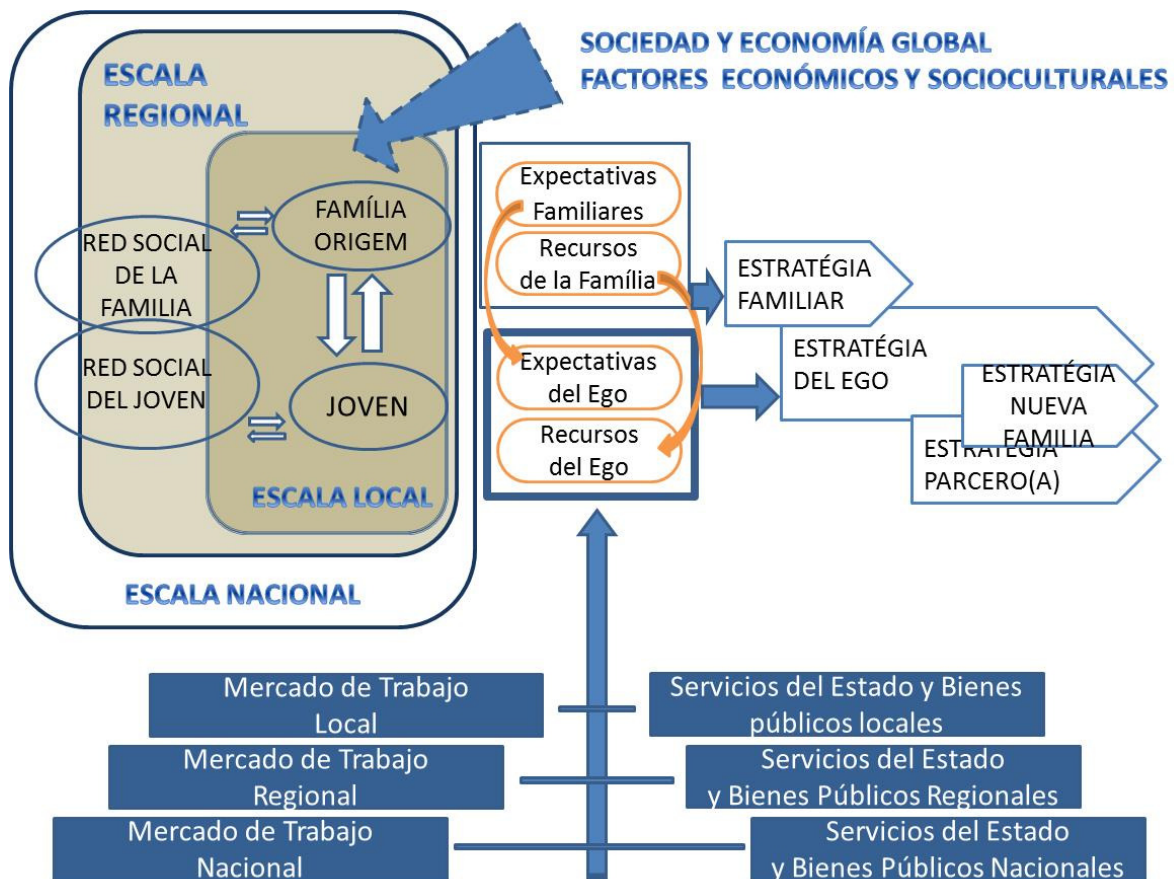 SOCIEDAD Y ECONOMÍA GLOBAL
FACTORES ECONÓMICOS Y SOCIOCULTURALES
ESCALA
REGIONAL
FAMÍLIA
ORIGEM
RED SOCIAL
DE LA
FAMILIA
RED SOCIAL
DEL JOVEN
JOVEN
ESCALA LOCAL
ESCALA NACIONAL
Expectativas
Familiares
Recursos
de la Família
Expectativas
del Ego
Recursos
del Ego
ESTRATÉGIA
FAMILIAR
ESTRATÉGIA
DEL EGO
ESTRATÉGIA
NUEVA
FAMILIA
ESTRATÉGIA
PARCERO(A)
Mercado de Trabajo
Local
Servicios del Estado y Bienes
públicos locales
Mercado de Trabajo
Regional
Servicios del Estado
y Bienes Públicos Regionales
Mercado de Trabajo
Nacional
Servicios del Estado
y Bienes Públicos Nacionales